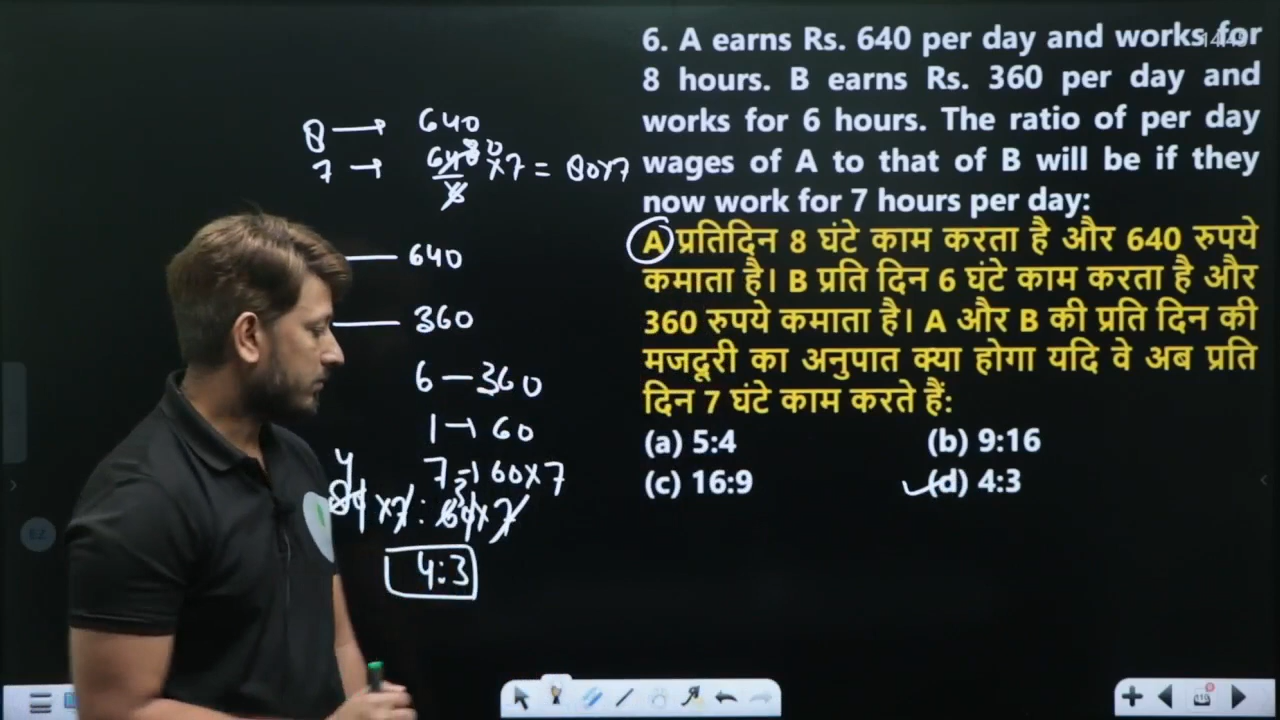 6. A earns Rs. 640 per day and works for
8 hours. B earns Rs. 360 per day and
works for 6 hours. The ratio of per day
wages of A to that of B will be if they
now work for 7 hours per day:
A प्रतिदिन 8 घंटे काम करता है और 640 रुपये
कमाता है। B प्रति दिन 6 घंटे काम करता है और
360 रुपये कमाता है। A और B की प्रति दिन की
मजदूरी का अनुपात क्या होगा यदि वे अब प्रति
दिन 7 घंटे काम करते हैं:
(a) 5:4 (b) 9:16
(c) 16:9 (d) 4:3
8 → 640
7 → 640/8 × 7 = 80×7
640
360
6 — 360
1 → 60
7 → 60×7
80×7 : 60×7
4:3